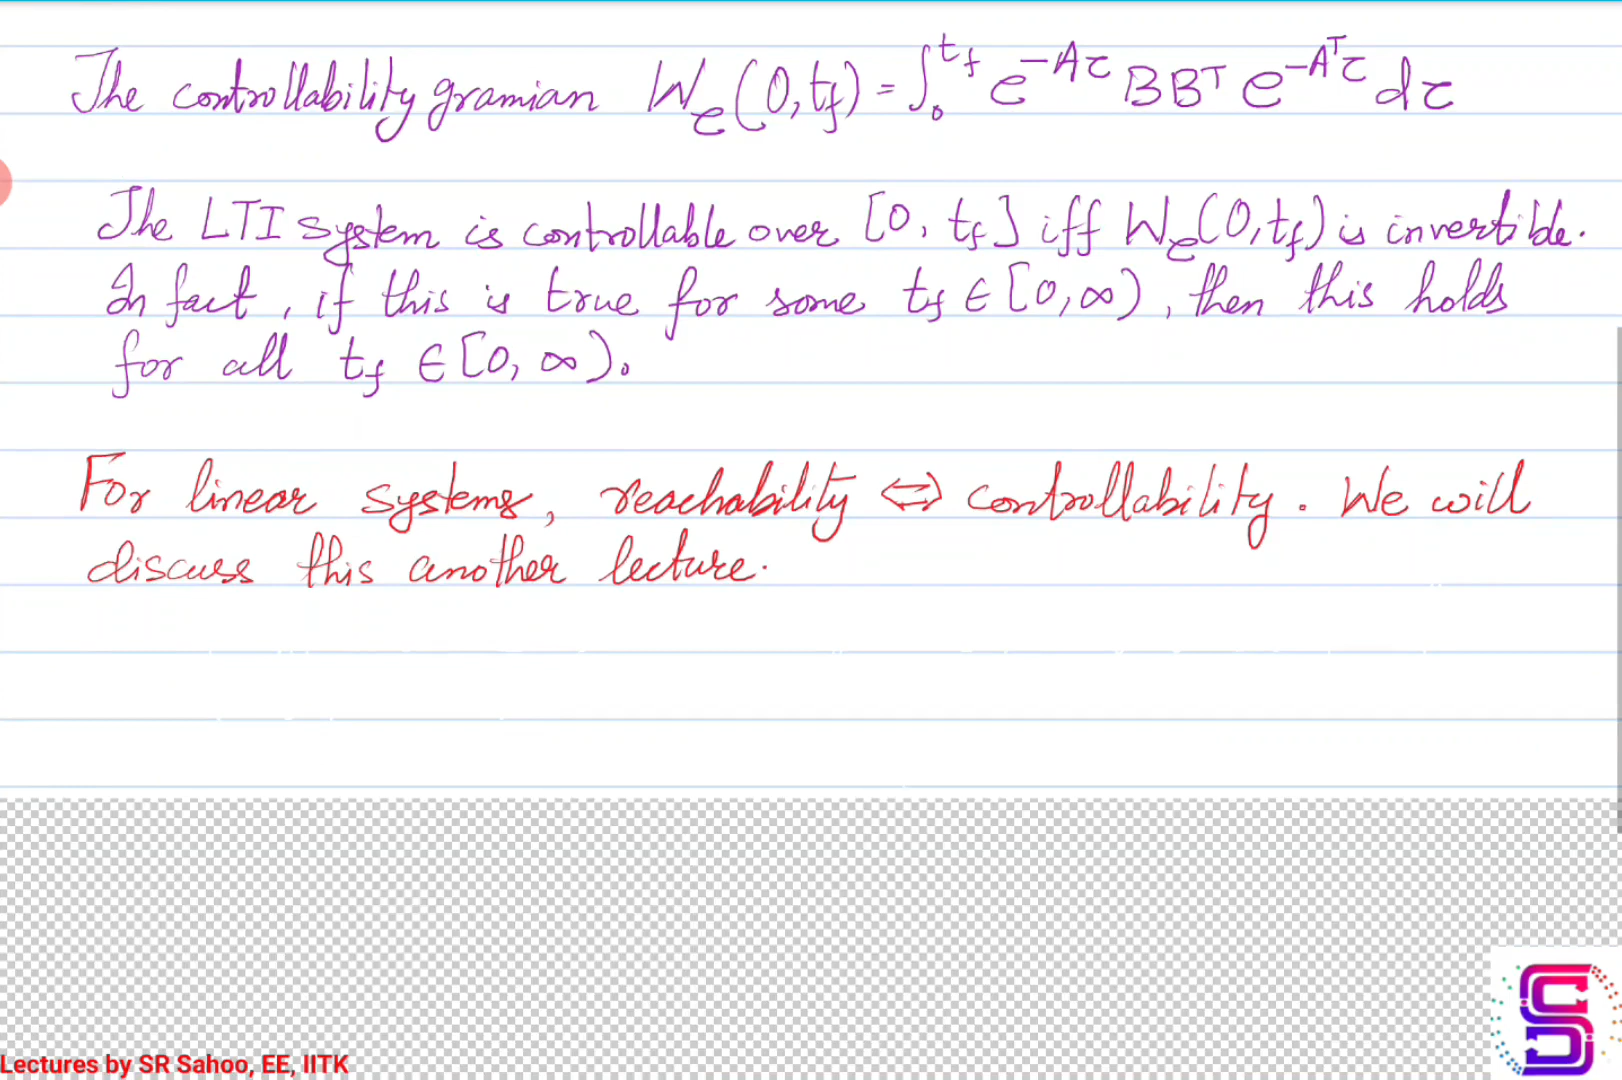 The controllability gramian W_c(0,t_f) = ∫_0^{t_f} e^{-Aτ} BB^T e^{-A^Tτ} dτ
The LTI system is controllable over [0, t_f] iff W_c(0,t_f) is invertible.
In fact, if this is true for some t_f ∈ [0,∞), then this holds
for all t_f ∈ [0, ∞).
For linear systems, reachability ⇔ controllability. We will
discuss this another lecture.
Lectures by SR Sahoo, EE, IITK